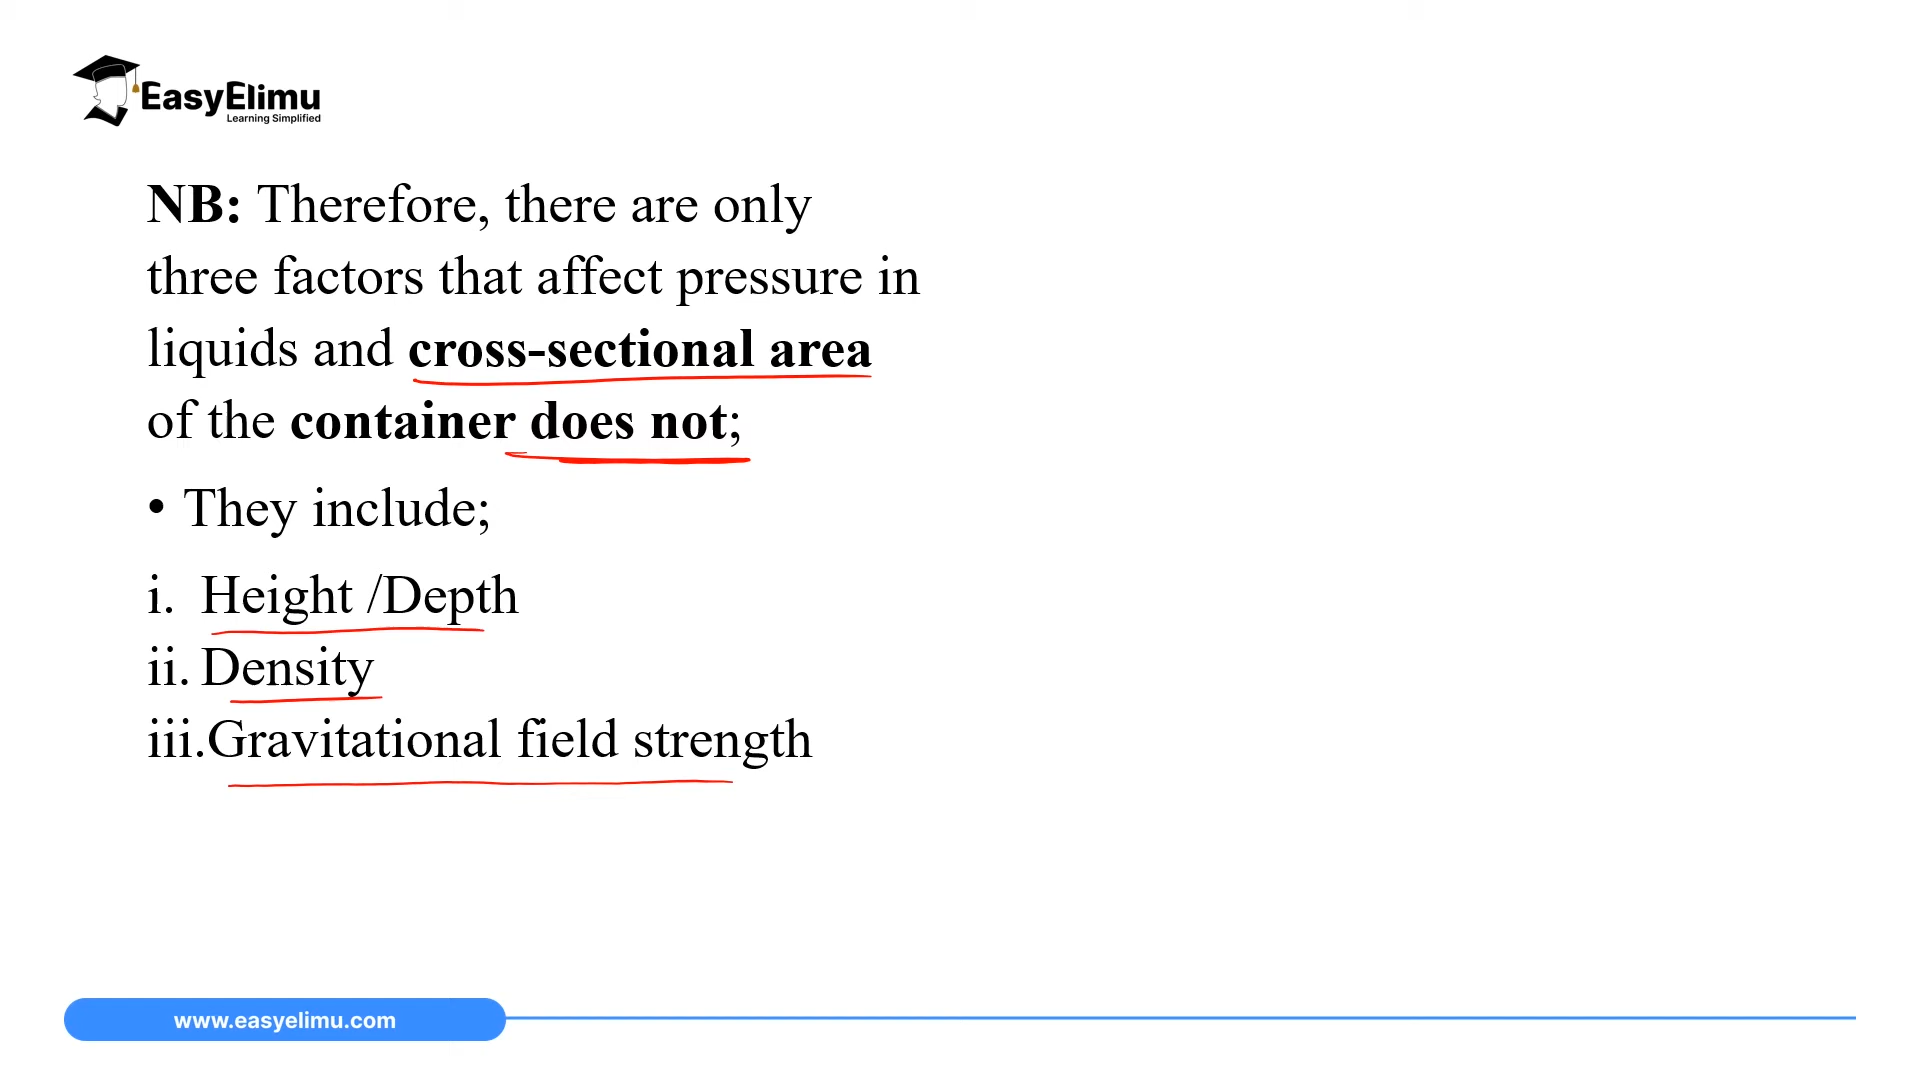 EasyElimu
Learning Simplified
NB: Therefore, there are only
three factors that affect pressure in
liquids and cross-sectional area
of the container does not;
• They include;
i. Height /Depth
ii. Density
iii.Gravitational field strength
www.easyelimu.com